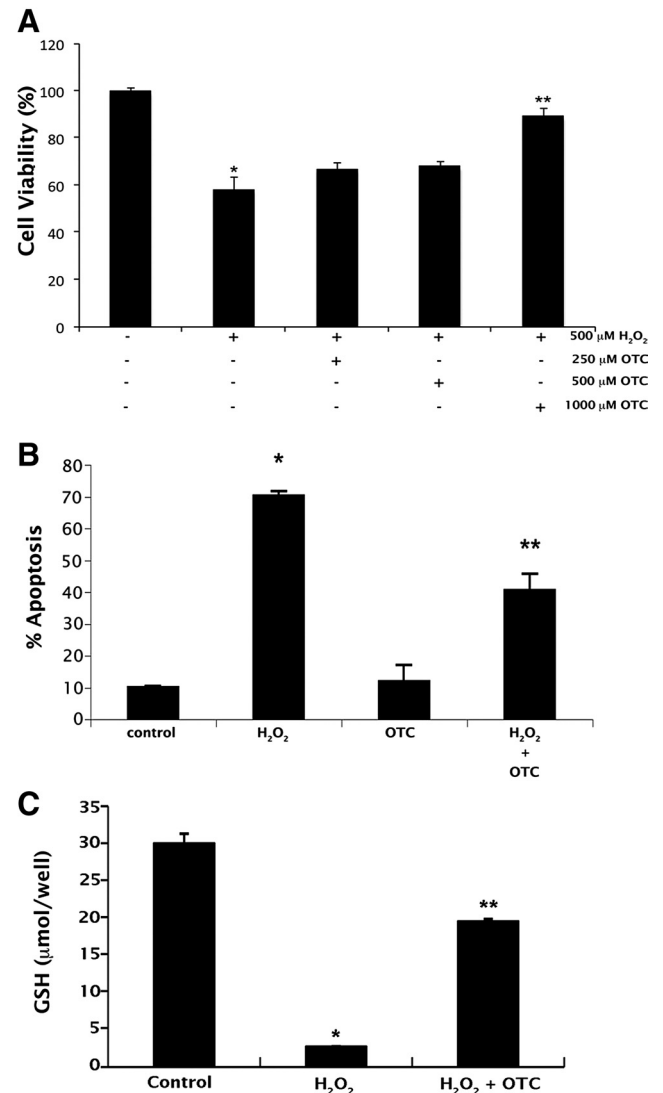 A
Cell Viability (%)
120
100
80
60
40
20
0
*
**
- + + + + 500 μM H₂O₂
- - + - - 250 μM OTC
- - - + - 500 μM OTC
- - - - + 1000 μM OTC
B
% Apoptosis
80
70
60
50
40
30
20
10
0
*
**
control H₂O₂ OTC H₂O₂
+
OTC
C
GSH (μmol/well)
35
30
25
20
15
10
5
0
*
**
Control H₂O₂ H₂O₂ + OTC